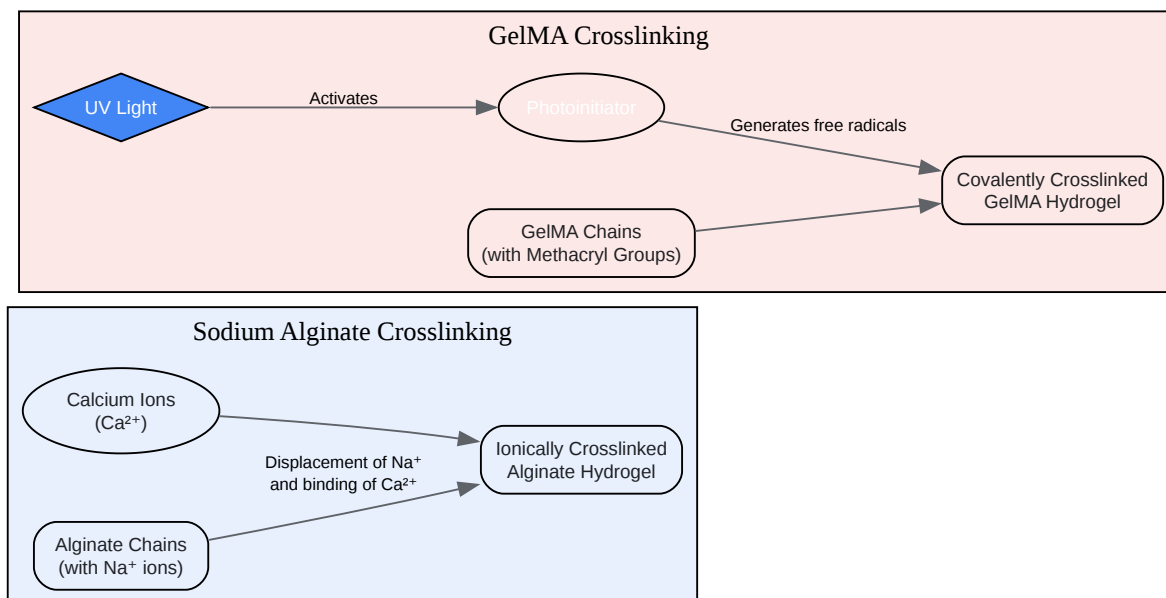 GelMA Crosslinking
UV Light
Activates
Photoinitiator
Generates free radicals
Covalently Crosslinked
GelMA Hydrogel
GelMA Chains
(with Methacryl Groups)
Sodium Alginate Crosslinking
Calcium Ions
(Ca²⁺)
Ionically Crosslinked
Alginate Hydrogel
Displacement of Na⁺
and binding of Ca²⁺
Alginate Chains
(with Na⁺ ions)